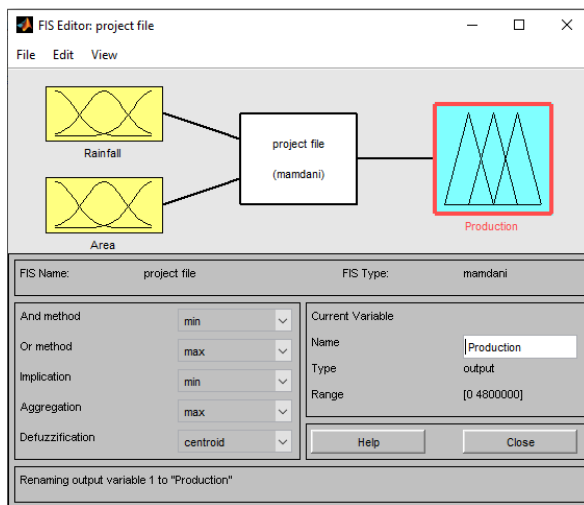 FIS Editor: project file
File Edit View
Rainfall
Area
project file
(mamdani)
Production
FIS Name: project file FIS Type: mamdani
And method min
Or method max
Implication min
Aggregation max
Defuzzification centroid
Current Variable
Name Production
Type output
Range [0 4800000]
Help Close
Renaming output variable 1 to "Production"